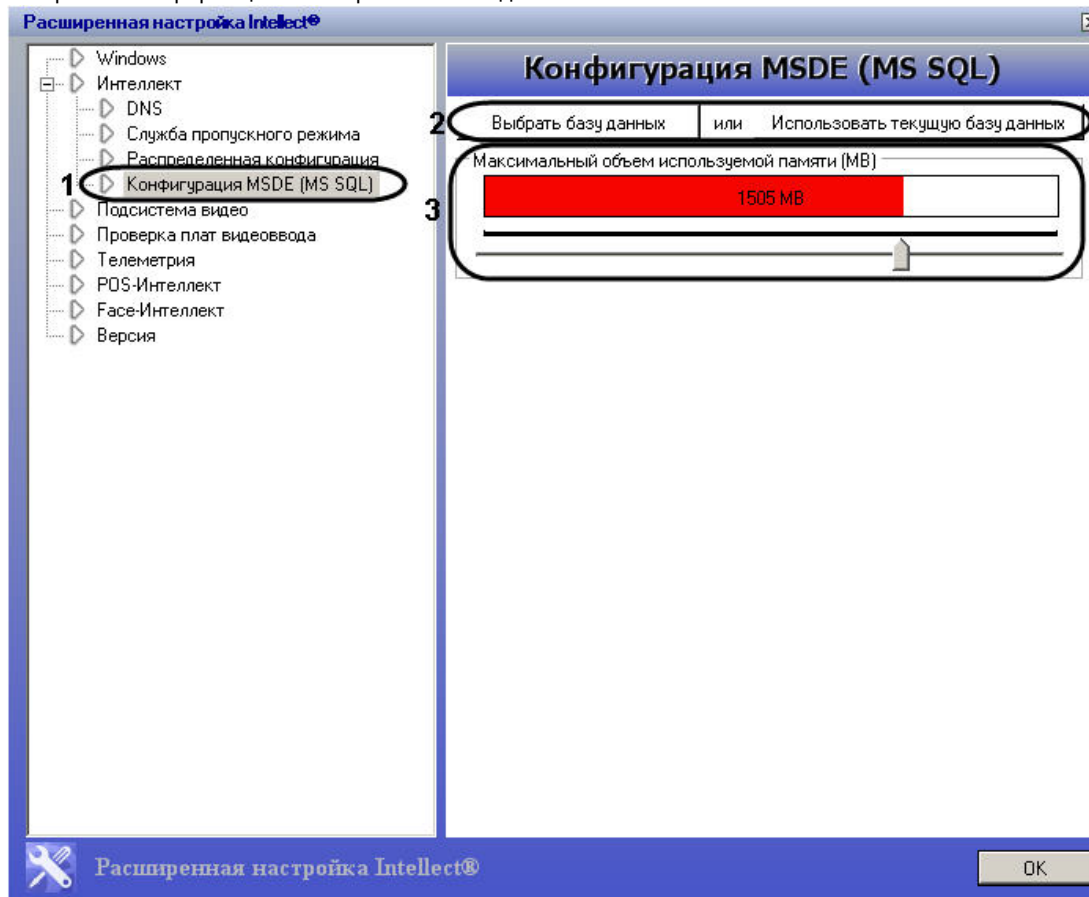 Расширенная настройка Intellect®
Windows
Интеллект
DNS
Служба пропускного режима
Распределенная конфигурация
1 Конфигурация MSDE (MS SQL)
Подсистема видео
Проверка плат видеоввода
Телеметрия
POS-Интеллект
Face-Интеллект
Версия
Конфигурация MSDE (MS SQL)
2 Выбрать базу данных или Использовать текущую базу данных
Максимальный объем используемой памяти (MB)
3 1505 MB
Расширенная настройка Intellect®
OK